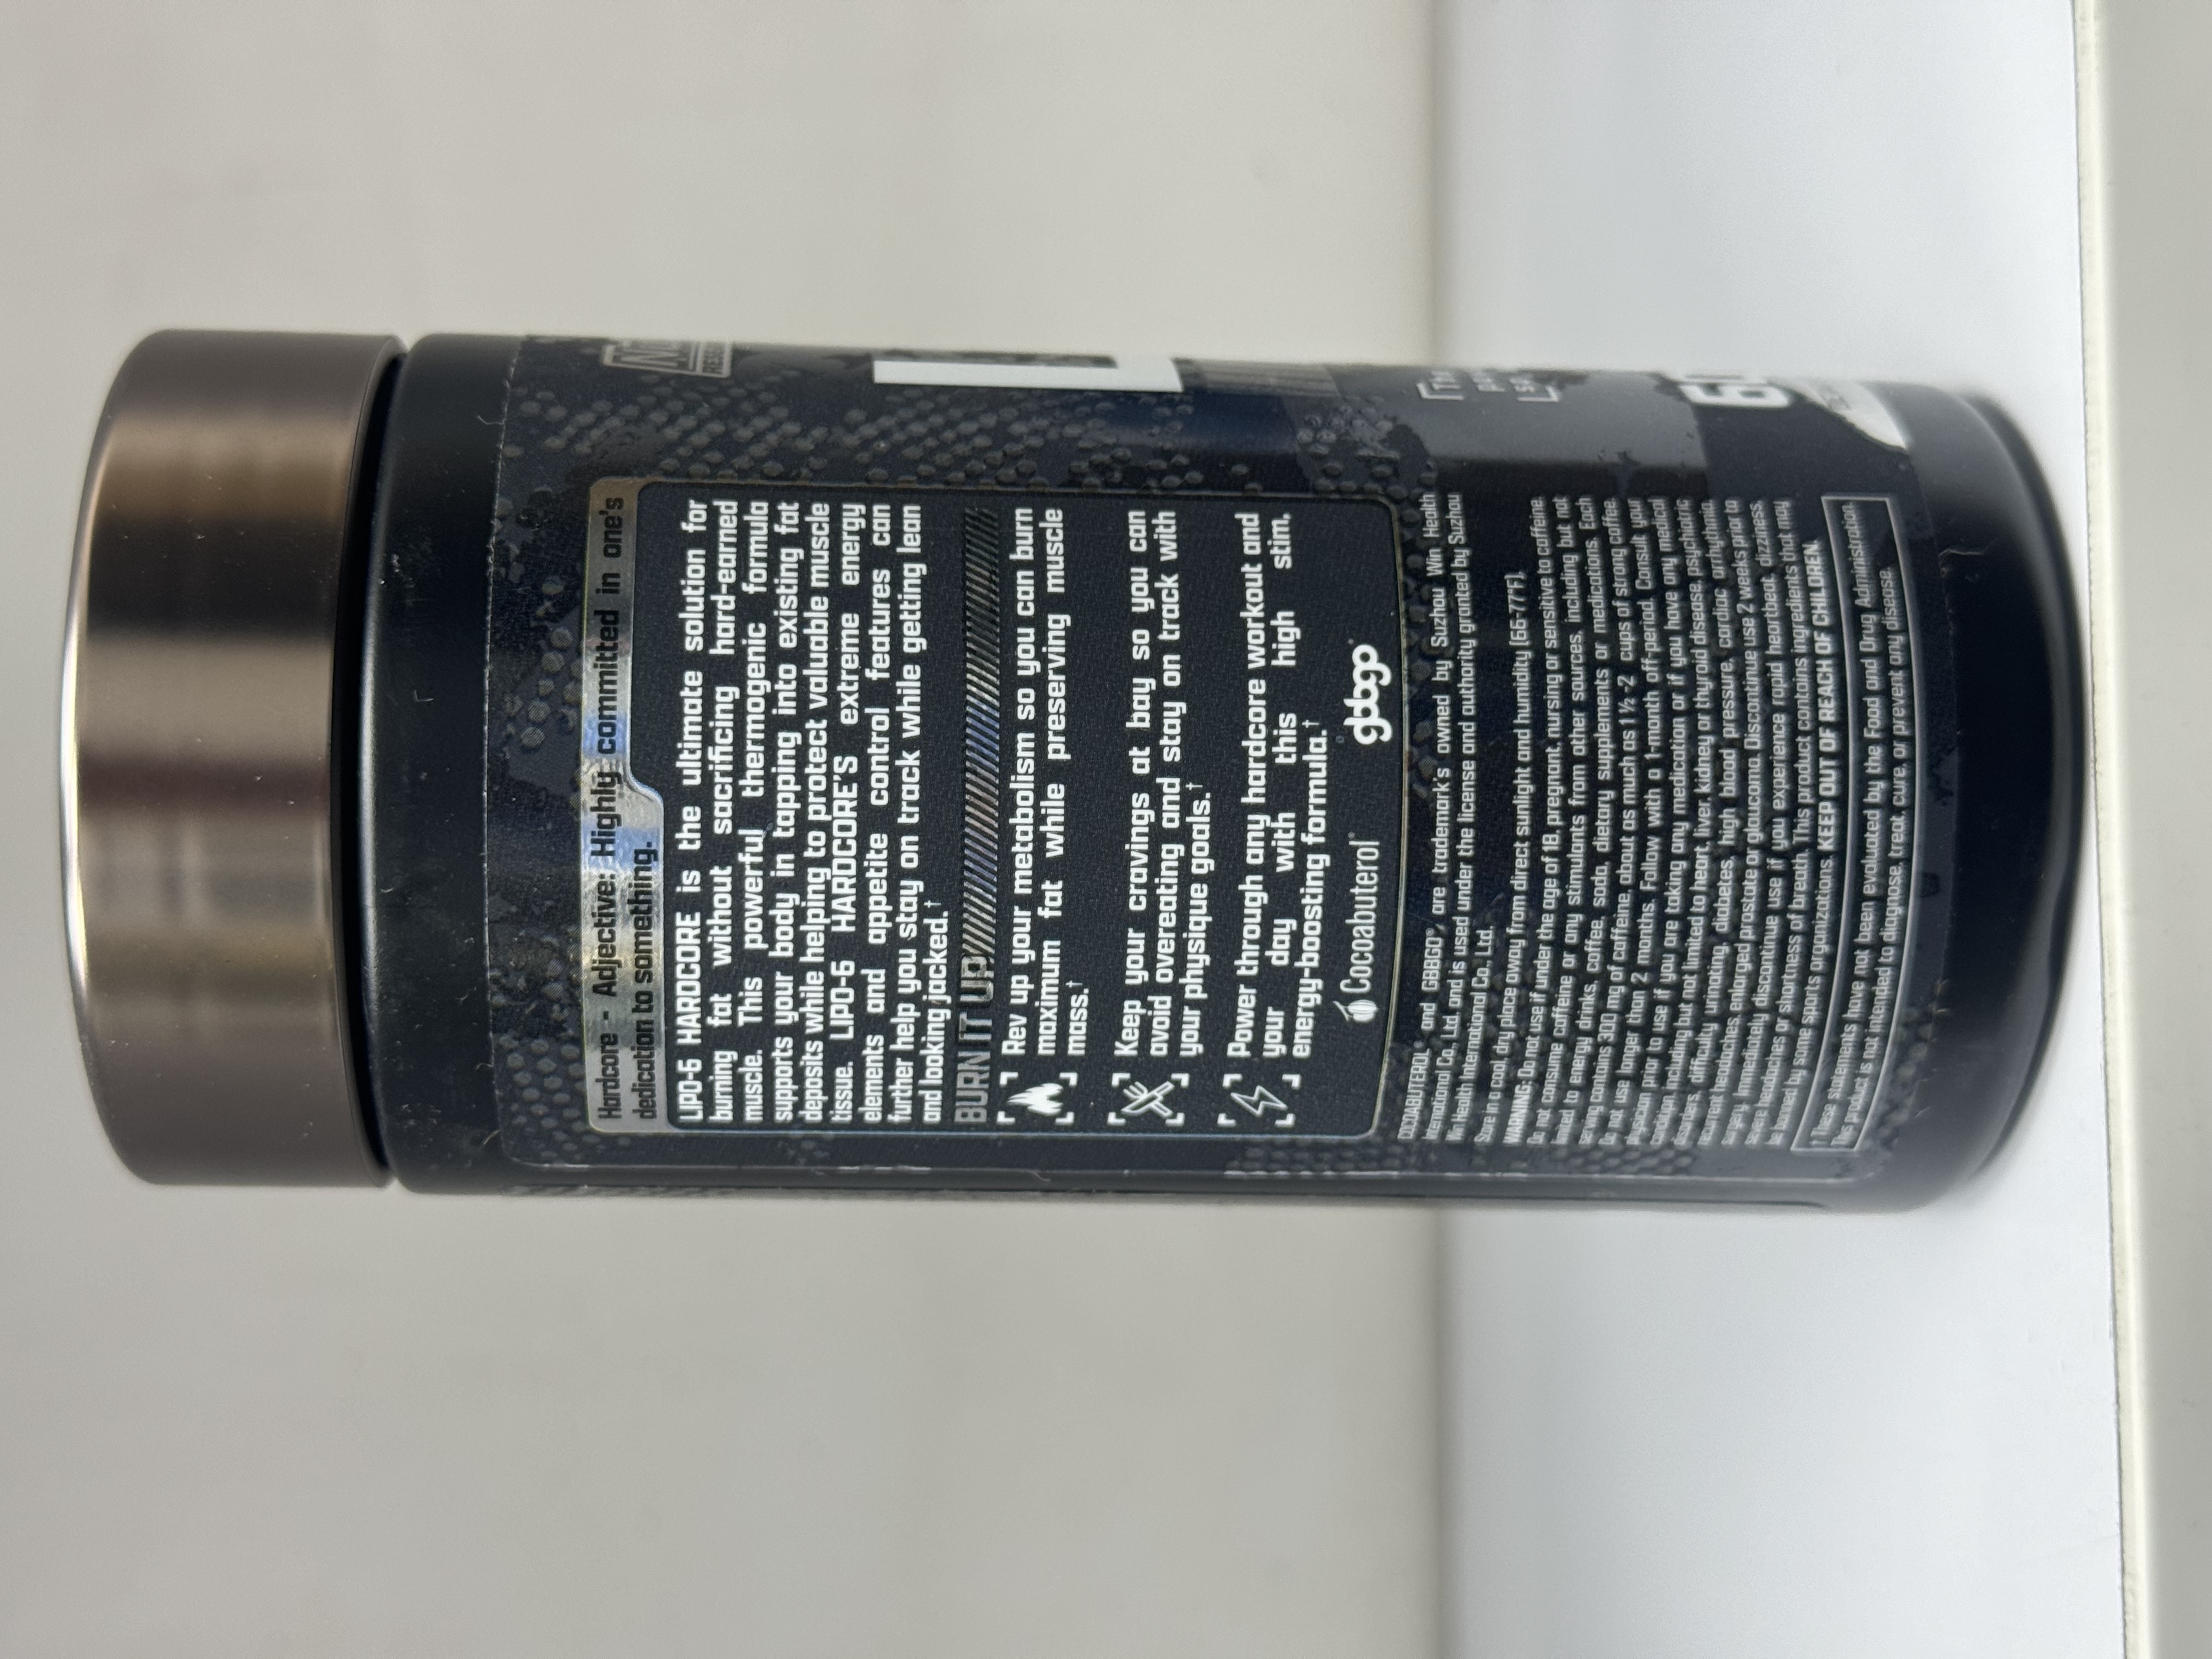 Hardcore - Adjective: Highly committed in one's
dedication to something.
LIPO-6 HARDCORE is the ultimate solution for
burning fat without sacrificing hard-earned
muscle. This powerful thermogenic formula
supports your body in tapping into existing fat
deposits while helping to protect valuable muscle
tissue. LIPO-6 HARDCORE'S extreme energy
elements and appetite control features can
further help you stay on track while getting lean
and looking jacked.†
BURN IT UP
Rev up your metabolism so you can burn
maximum fat while preserving muscle
mass.†
Keep your cravings at bay so you can
avoid overeating and stay on track with
your physique goals.†
Power through any hardcore workout and
your day with this high stim,
energy-boosting formula.†
Cocoabuterol
gbbgo
COCOABUTEROL and GBBGO, are trademark's owned by Suzhou Win Health
International Co., Ltd. and is used under the license and authority granted by Suzhou
Win Health International Co., Ltd.
Store in a cool, dry place away from direct sunlight and humidity (66-77°F).
WARNING: Do not use if under the age of 18, pregnant, nursing or sensitive to caffeine.
Do not consume caffeine or any stimulants from other sources, including but not
limited to energy drinks, coffee, soda, dietary supplements or medications. Each
serving contains 300 mg of caffeine about as much as 1 ½ -2 cups of strong coffee.
Do not use longer than 2 months. Follow with a 1-month off-period. Consult your
physician prior to use if you are taking any medication or if you have any medical
condition including but not limited to heart, liver, kidney or thyroid disease, psychiatric
disorders, difficulty urinating, diabetes, high blood pressure, cardiac arrhythmia,
recurrent headaches, enlarged prostate or glaucoma. Discontinue use 2 weeks prior to
surgery. Immediately discontinue use if you experience rapid heartbeat, dizziness,
severe headaches or shortness of breath. This product contains ingredients that may
be banned by some sports organizations. KEEP OUT OF REACH OF CHILDREN.
† These statements have not been evaluated by the Food and Drug Administration.
This product is not intended to diagnose, treat, cure, or prevent any disease.